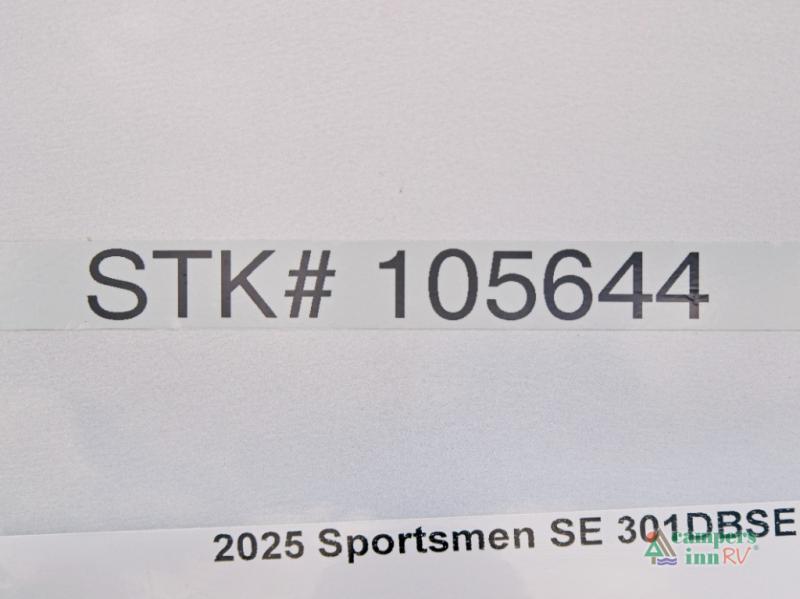 STK# 105644
2025 Sportsmen SE 301DBSE
campers
inn RV